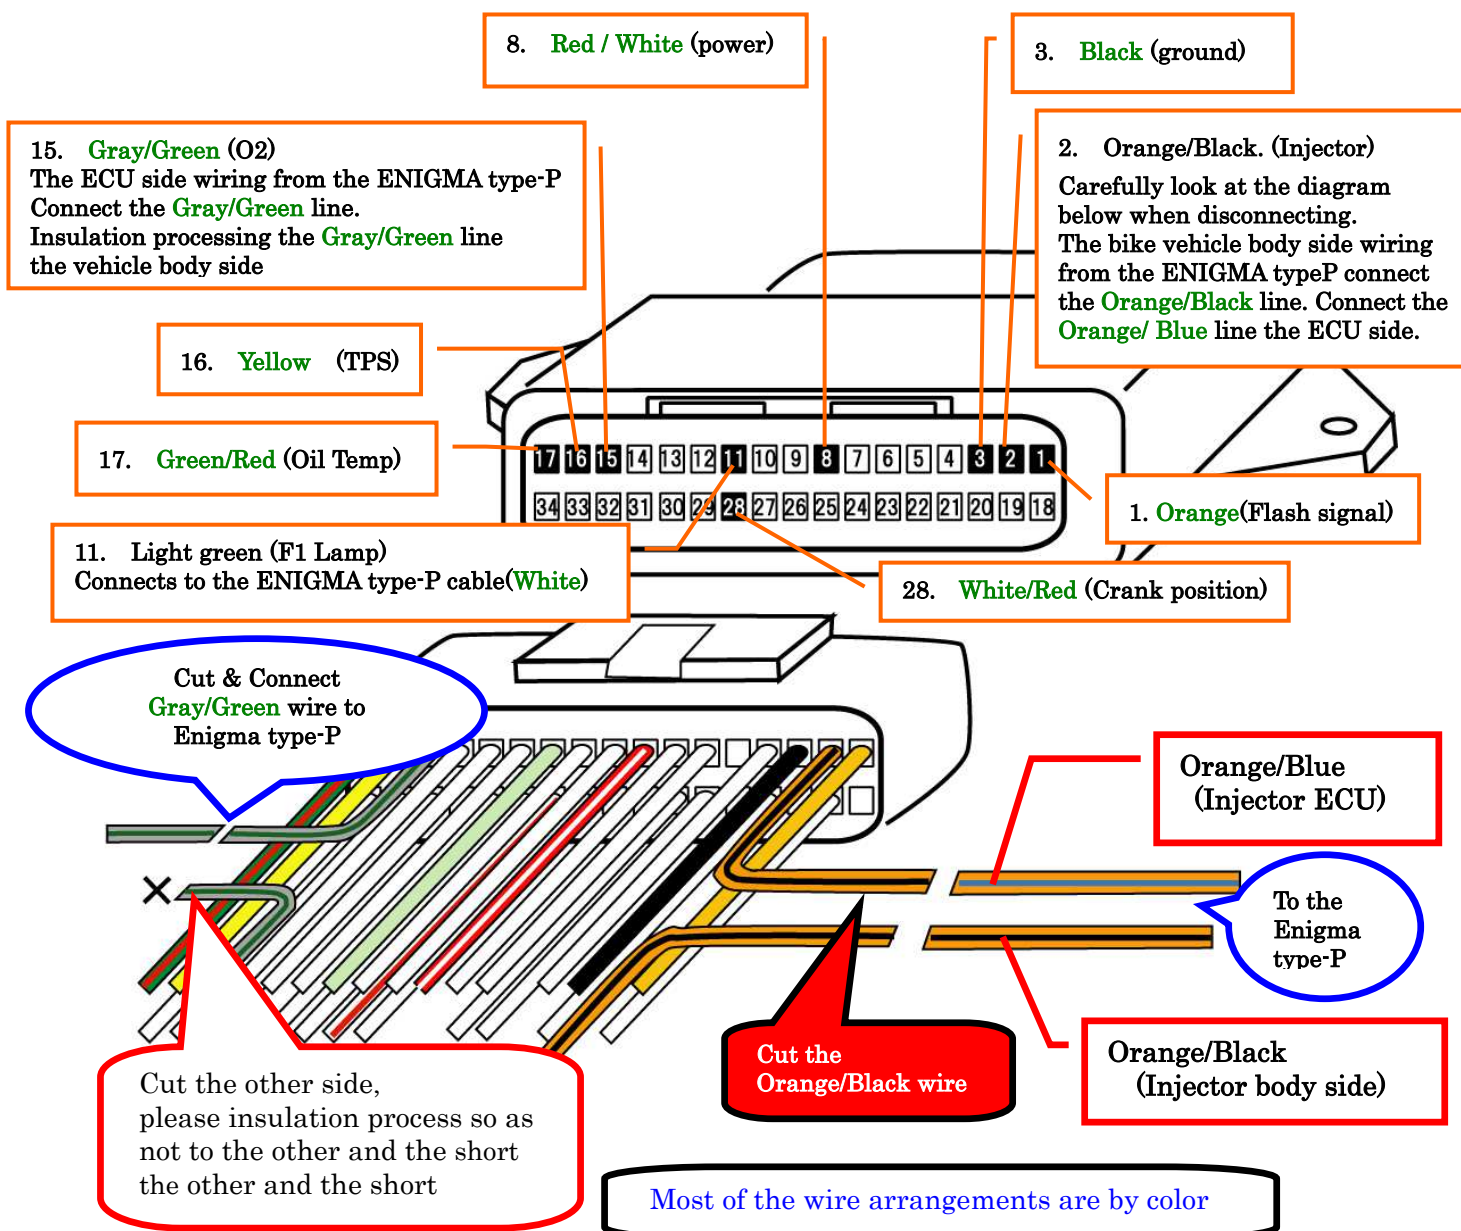 8. Red / White (power)
3. Black (ground)
15. Gray/Green (O2)
The ECU side wiring from the ENIGMA type-P
Connect the Gray/Green line.
Insulation processing the Gray/Green line
the vehicle body side
2. Orange/Black. (Injector)
Carefully look at the diagram
below when disconnecting.
The bike vehicle body side wiring
from the ENIGMA typeP connect
the Orange/Black line. Connect the
Orange/ Blue line the ECU side.
16. Yellow (TPS)
17. Green/Red (Oil Temp)
17 16 15 14 13 12 11 10 9 8 7 6 5 4 3 2 1
34 33 32 31 30 29 28 27 26 25 24 23 22 21 20 19 18
1. Orange(Flash signal)
11. Light green (F1 Lamp)
Connects to the ENIGMA type-P cable(White)
28. White/Red (Crank position)
Cut & Connect
Gray/Green wire to
Enigma type-P
Orange/Blue
(Injector ECU)
To the
Enigma
type-P
Cut the
Orange/Black wire
Orange/Black
(Injector body side)
Cut the other side,
please insulation process so as
not to the other and the short
the other and the short
Most of the wire arrangements are by color